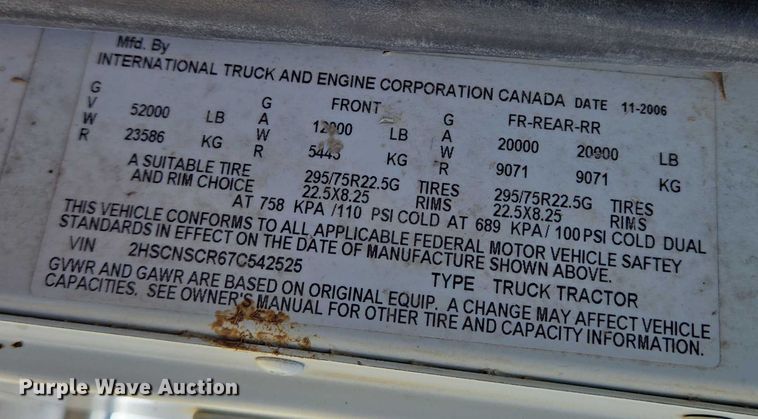 Mfd. By
INTERNATIONAL TRUCK AND ENGINE CORPORATION CANADA DATE 11-2006
G G FRONT G FR-REAR-RR
V 52000 LB A 12000 LB A 20000 20000 LB
W 23586 KG W 5443 KG W 9071 9071 KG
R R R
A SUITABLE TIRE 295/75R22.5G TIRES 295/75R22.5G TIRES
AND RIM CHOICE 22.5X8.25 RIMS 22.5X8.25 RIMS
AT 758 KPA /110 PSI COLD AT 689 KPA/ 100PSI COLD DUAL
THIS VEHICLE CONFORMS TO ALL APPLICABLE FEDERAL MOTOR VEHICLE SAFTEY
STANDARDS IN EFFECT ON THE DATE OF MANUFACTURE SHOWN ABOVE.
VIN 2HSCNSCR67C542525 TYPE TRUCK TRACTOR
GVWR AND GAWR ARE BASED ON ORIGINAL EQUIP. A CHANGE MAY AFFECT VEHICLE
CAPACITIES. SEE OWNER'S MANUAL FOR OTHER TIRE AND CAPACITY INFORMATION.
Purple Wave Auction